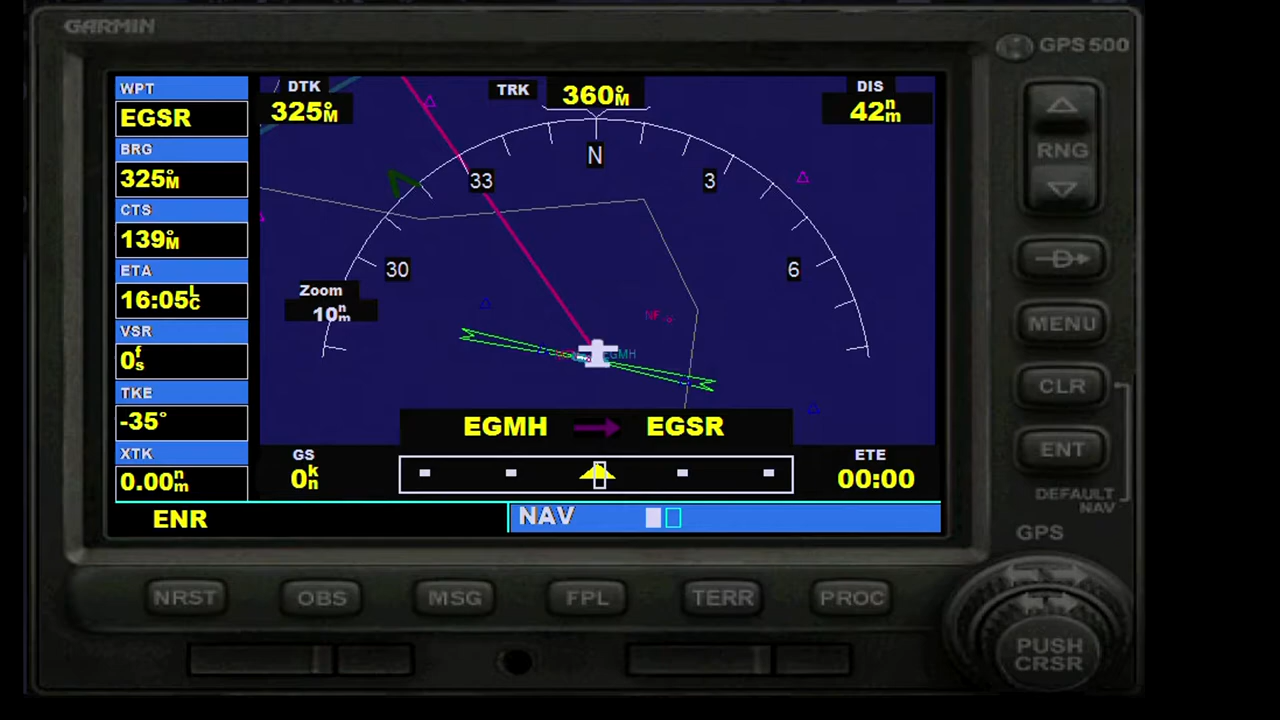 GARMIN
GPS 500
WPT
EGSR
BRG
325°M
CTS
139°M
ETA
16:05LC
VSR
0fs
TKE
-35°
XTK
0.00nm
DTK
325°M
TRK
360°M
DIS
42nm
N
33
3
30
6
Zoom
10nm
NF
EGMH
EGMH → EGSR
GS
0kn
ETE
00:00
ENR
NAV
RNG
MENU
CLR
ENT
DEFAULT
NAV
GPS
PUSH
CRSR
NRST
OBS
MSG
FPL
TERR
PROC